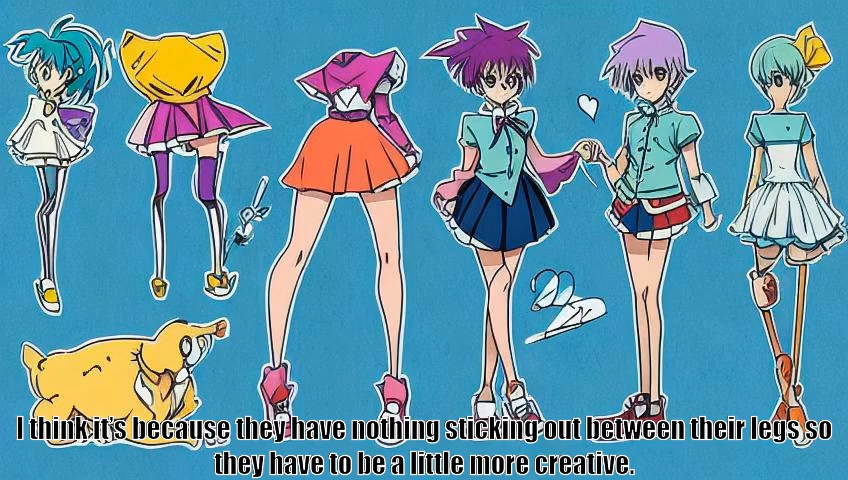 I think it's because they have nothing sticking out between their legs so
they have to be a little more creative.